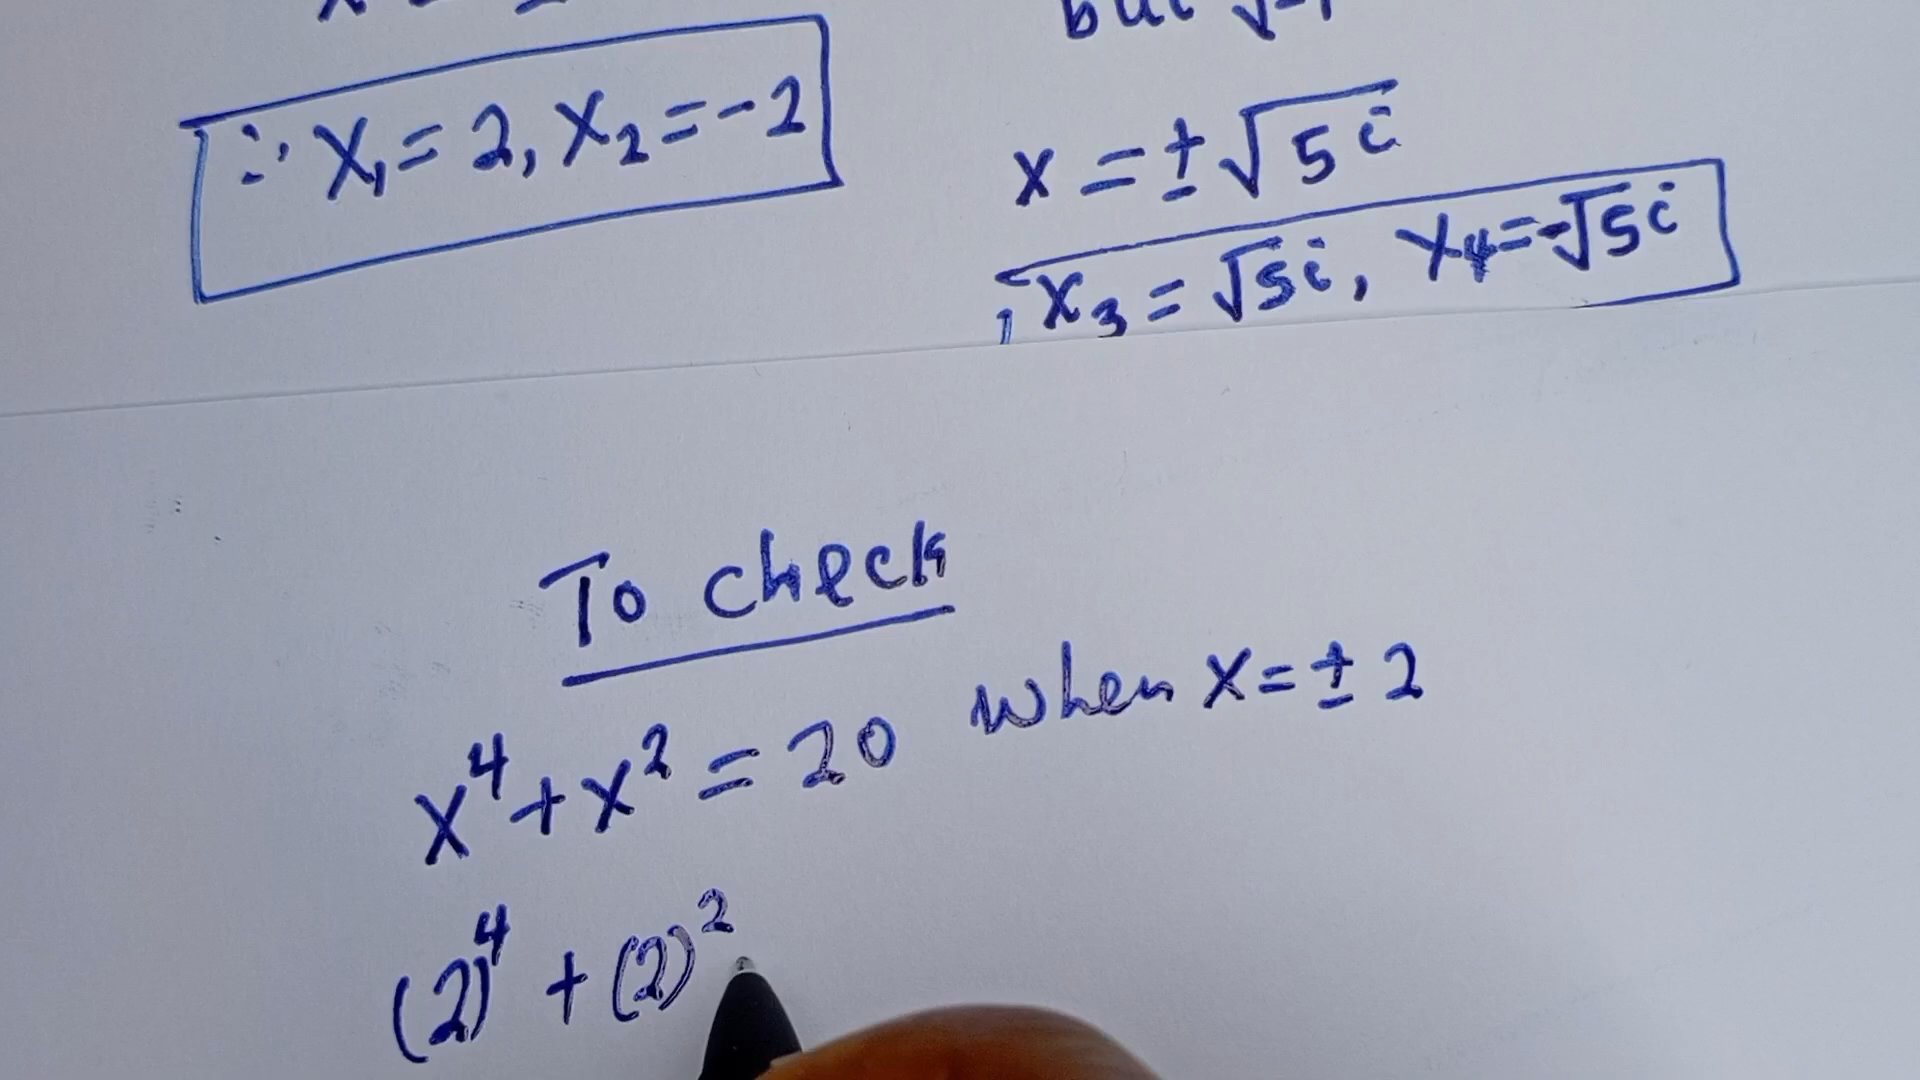 ∴ x₁ = 2, x₂ = -2
x = ± √5 i
x₃ = √5 i, x₄ = -√5 i
To check
x⁴ + x² = 20 when x = ± 2
(2)⁴ + (2)²